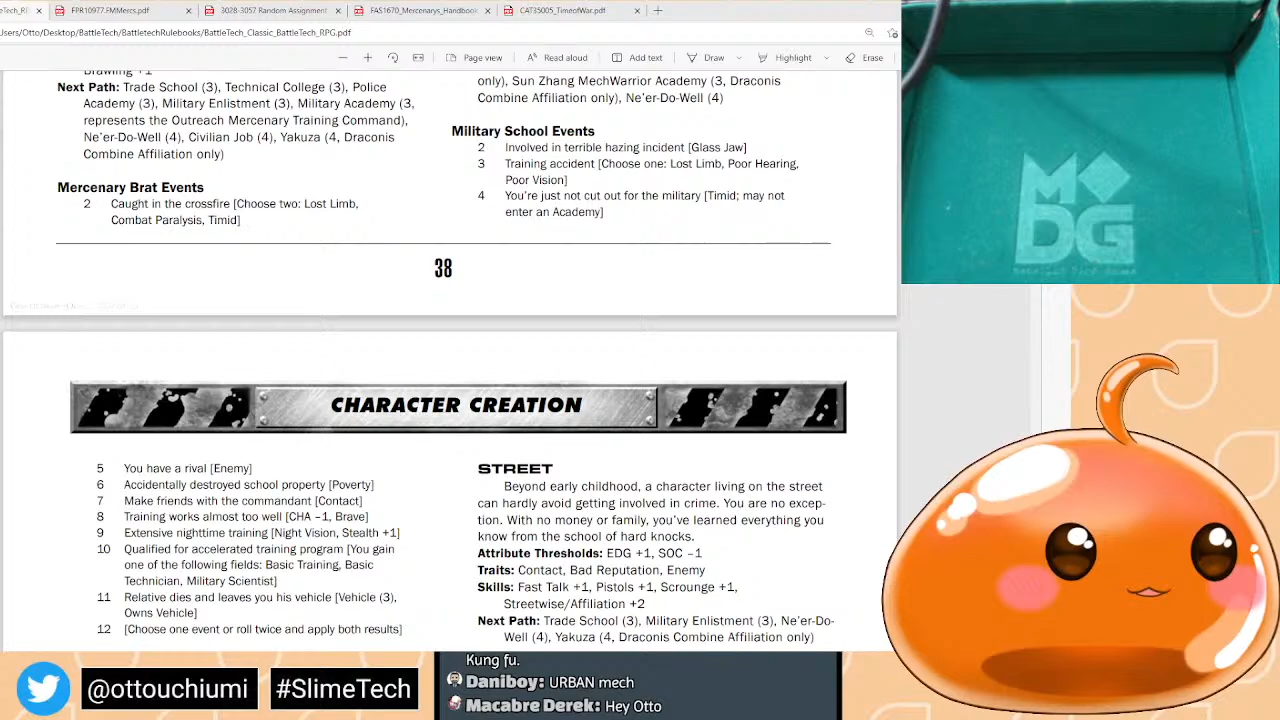 FPR10977.FMMercs.pdf
3028-3057 Random Assignment
FAS1670_Mercenarys_Handbook
CAT35005_TimeofWar.pdf
sers/Otto/Desktop/BattleTech/BattletechRulebooks/BattleTech_Classic_BattleTech_RPG.pdf
Page view
Read aloud
Add text
Draw
Highlight
Erase
Brawling +1
Next Path: Trade School (3), Technical College (3), Police
Academy (3), Military Enlistment (3), Military Academy (3,
represents the Outreach Mercenary Training Command),
Ne'er-Do-Well (4), Civilian Job (4), Yakuza (4, Draconis
Combine Affiliation only)
Mercenary Brat Events
2 Caught in the crossfire [Choose two: Lost Limb,
Combat Paralysis, Timid]
only), Sun Zhang MechWarrior Academy (3, Draconis
Combine Affiliation only), Ne'er-Do-Well (4)
Military School Events
2 Involved in terrible hazing incident [Glass Jaw]
3 Training accident [Choose one: Lost Limb, Poor Hearing,
Poor Vision]
4 You're just not cut out for the military [Timid; may not
enter an Academy]
38
CHARACTER CREATION
5 You have a rival [Enemy]
6 Accidentally destroyed school property [Poverty]
7 Make friends with the commandant [Contact]
8 Training works almost too well [CHA –1, Brave]
9 Extensive nighttime training [Night Vision, Stealth +1]
10 Qualified for accelerated training program [You gain
one of the following fields: Basic Training, Basic
Technician, Military Scientist]
11 Relative dies and leaves you his vehicle [Vehicle (3),
Owns Vehicle]
12 [Choose one event or roll twice and apply both results]
STREET
Beyond early childhood, a character living on the street
can hardly avoid getting involved in crime. You are no excep-
tion. With no money or family, you've learned everything you
know from the school of hard knocks.
Attribute Thresholds: EDG +1, SOC –1
Traits: Contact, Bad Reputation, Enemy
Skills: Fast Talk +1, Pistols +1, Scrounge +1,
Streetwise/Affiliation +2
Next Path: Trade School (3), Military Enlistment (3), Ne'er-Do-
Well (4), Yakuza (4, Draconis Combine Affiliation only)
M
DG
@ottouchiumi
#SlimeTech
Kung fu.
Daniboy: URBAN mech
Macabre Derek: Hey Otto